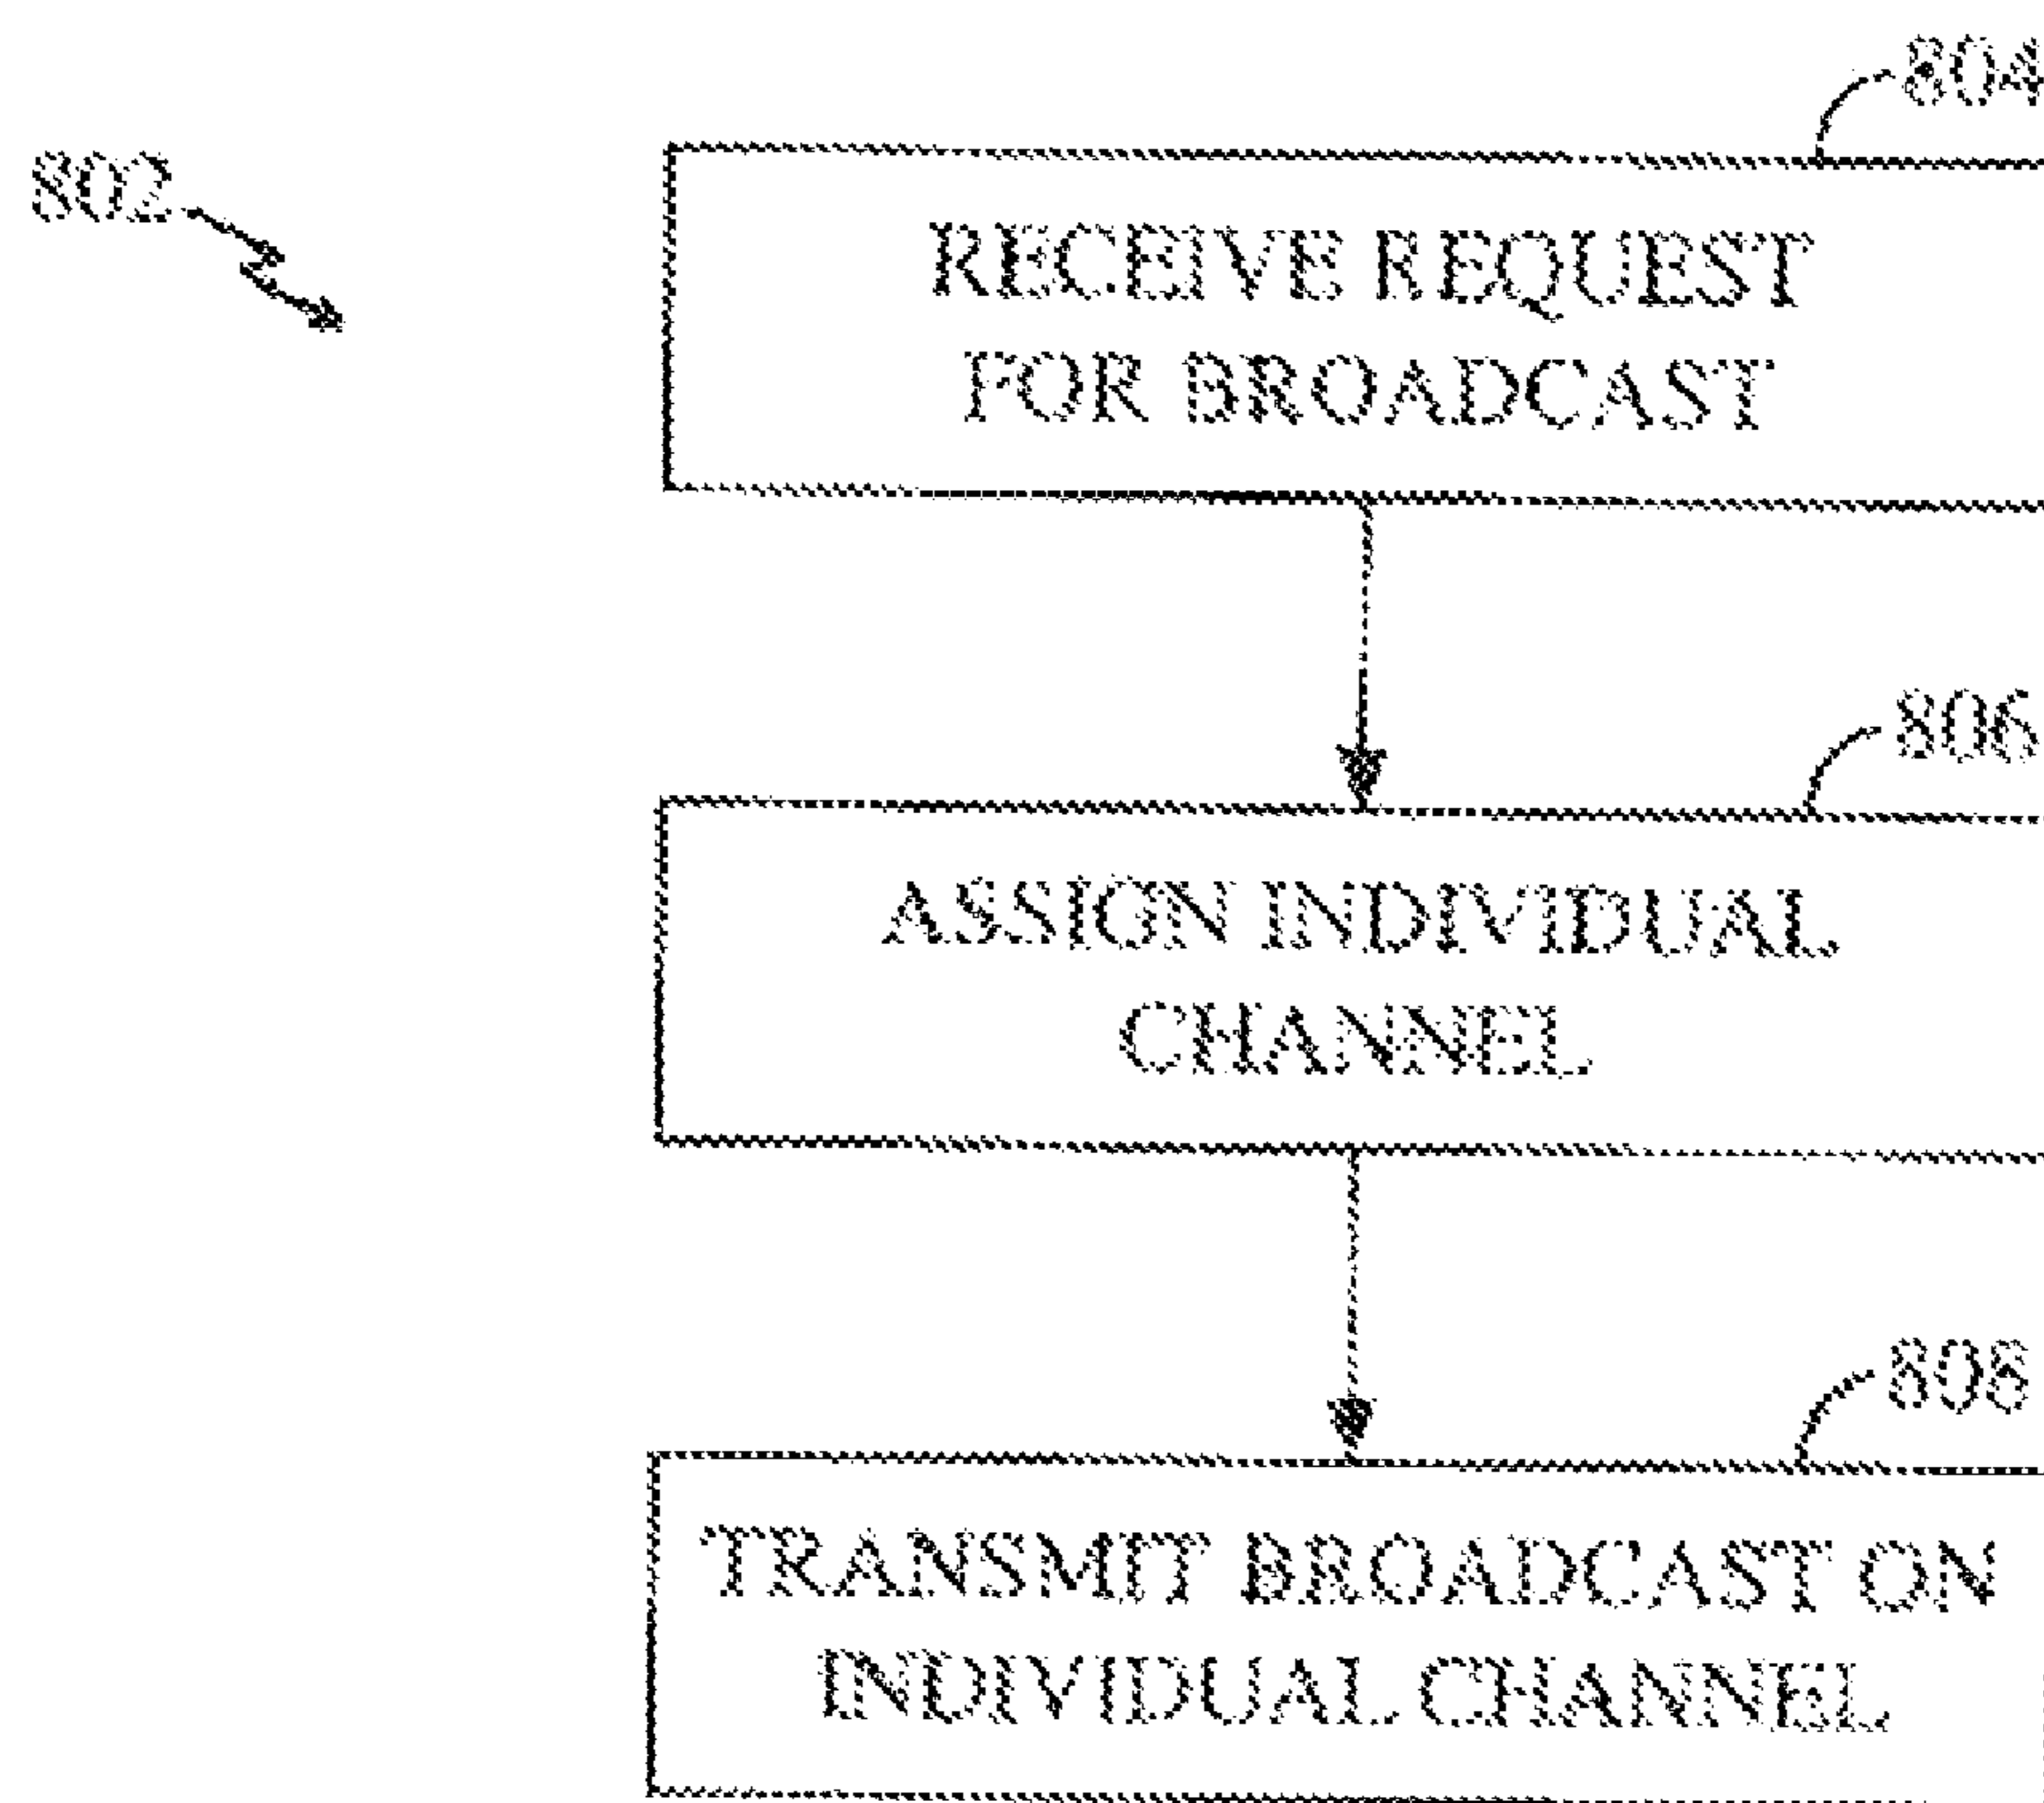 804
802
RECEIVE REQUEST
FOR BROADCAST
806
ASSIGN INDIVIDUAL
CHANNEL
808
TRANSMIT BROADCAST ON
INDIVIDUAL CHANNEL